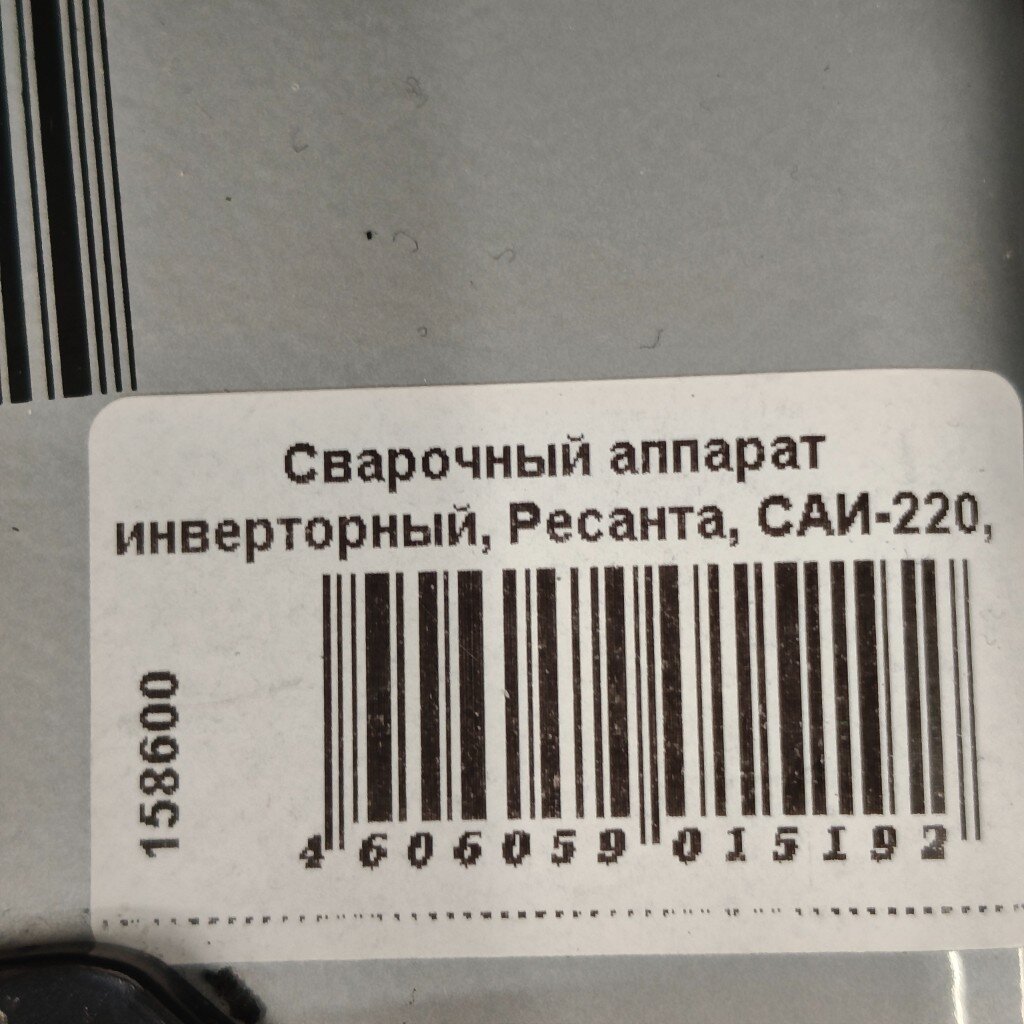 Сварочный аппарат
инверторный, Ресанта, САИ-220,
158600
4 606059 015192